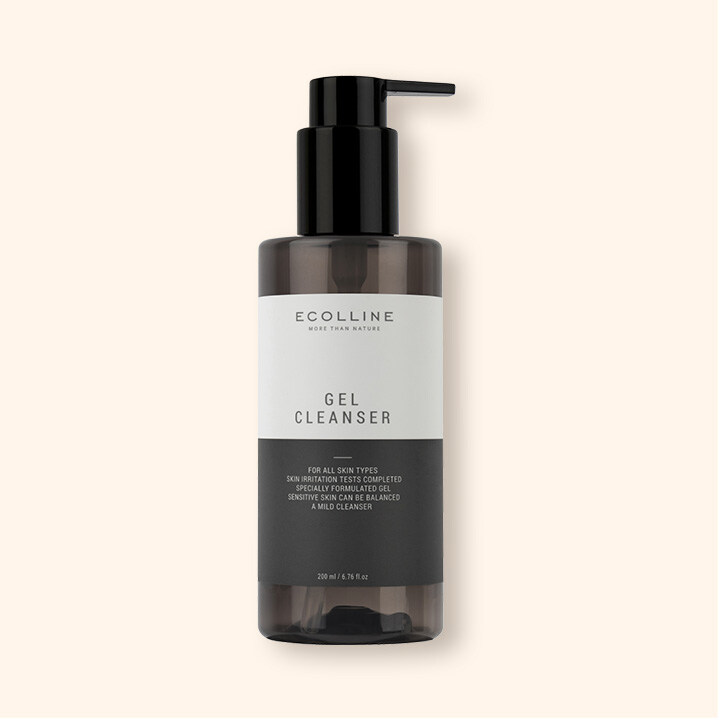 ECOLLINE
MORE THAN NATURE
GEL
CLEANSER
FOR ALL SKIN TYPES
SKIN IRRITATION TESTS COMPLETED
SPECIALLY FORMULATED GEL
SENSITIVE SKIN CAN BE BALANCED
A MILD CLEANSER
200 ml / 6.76 fl.oz